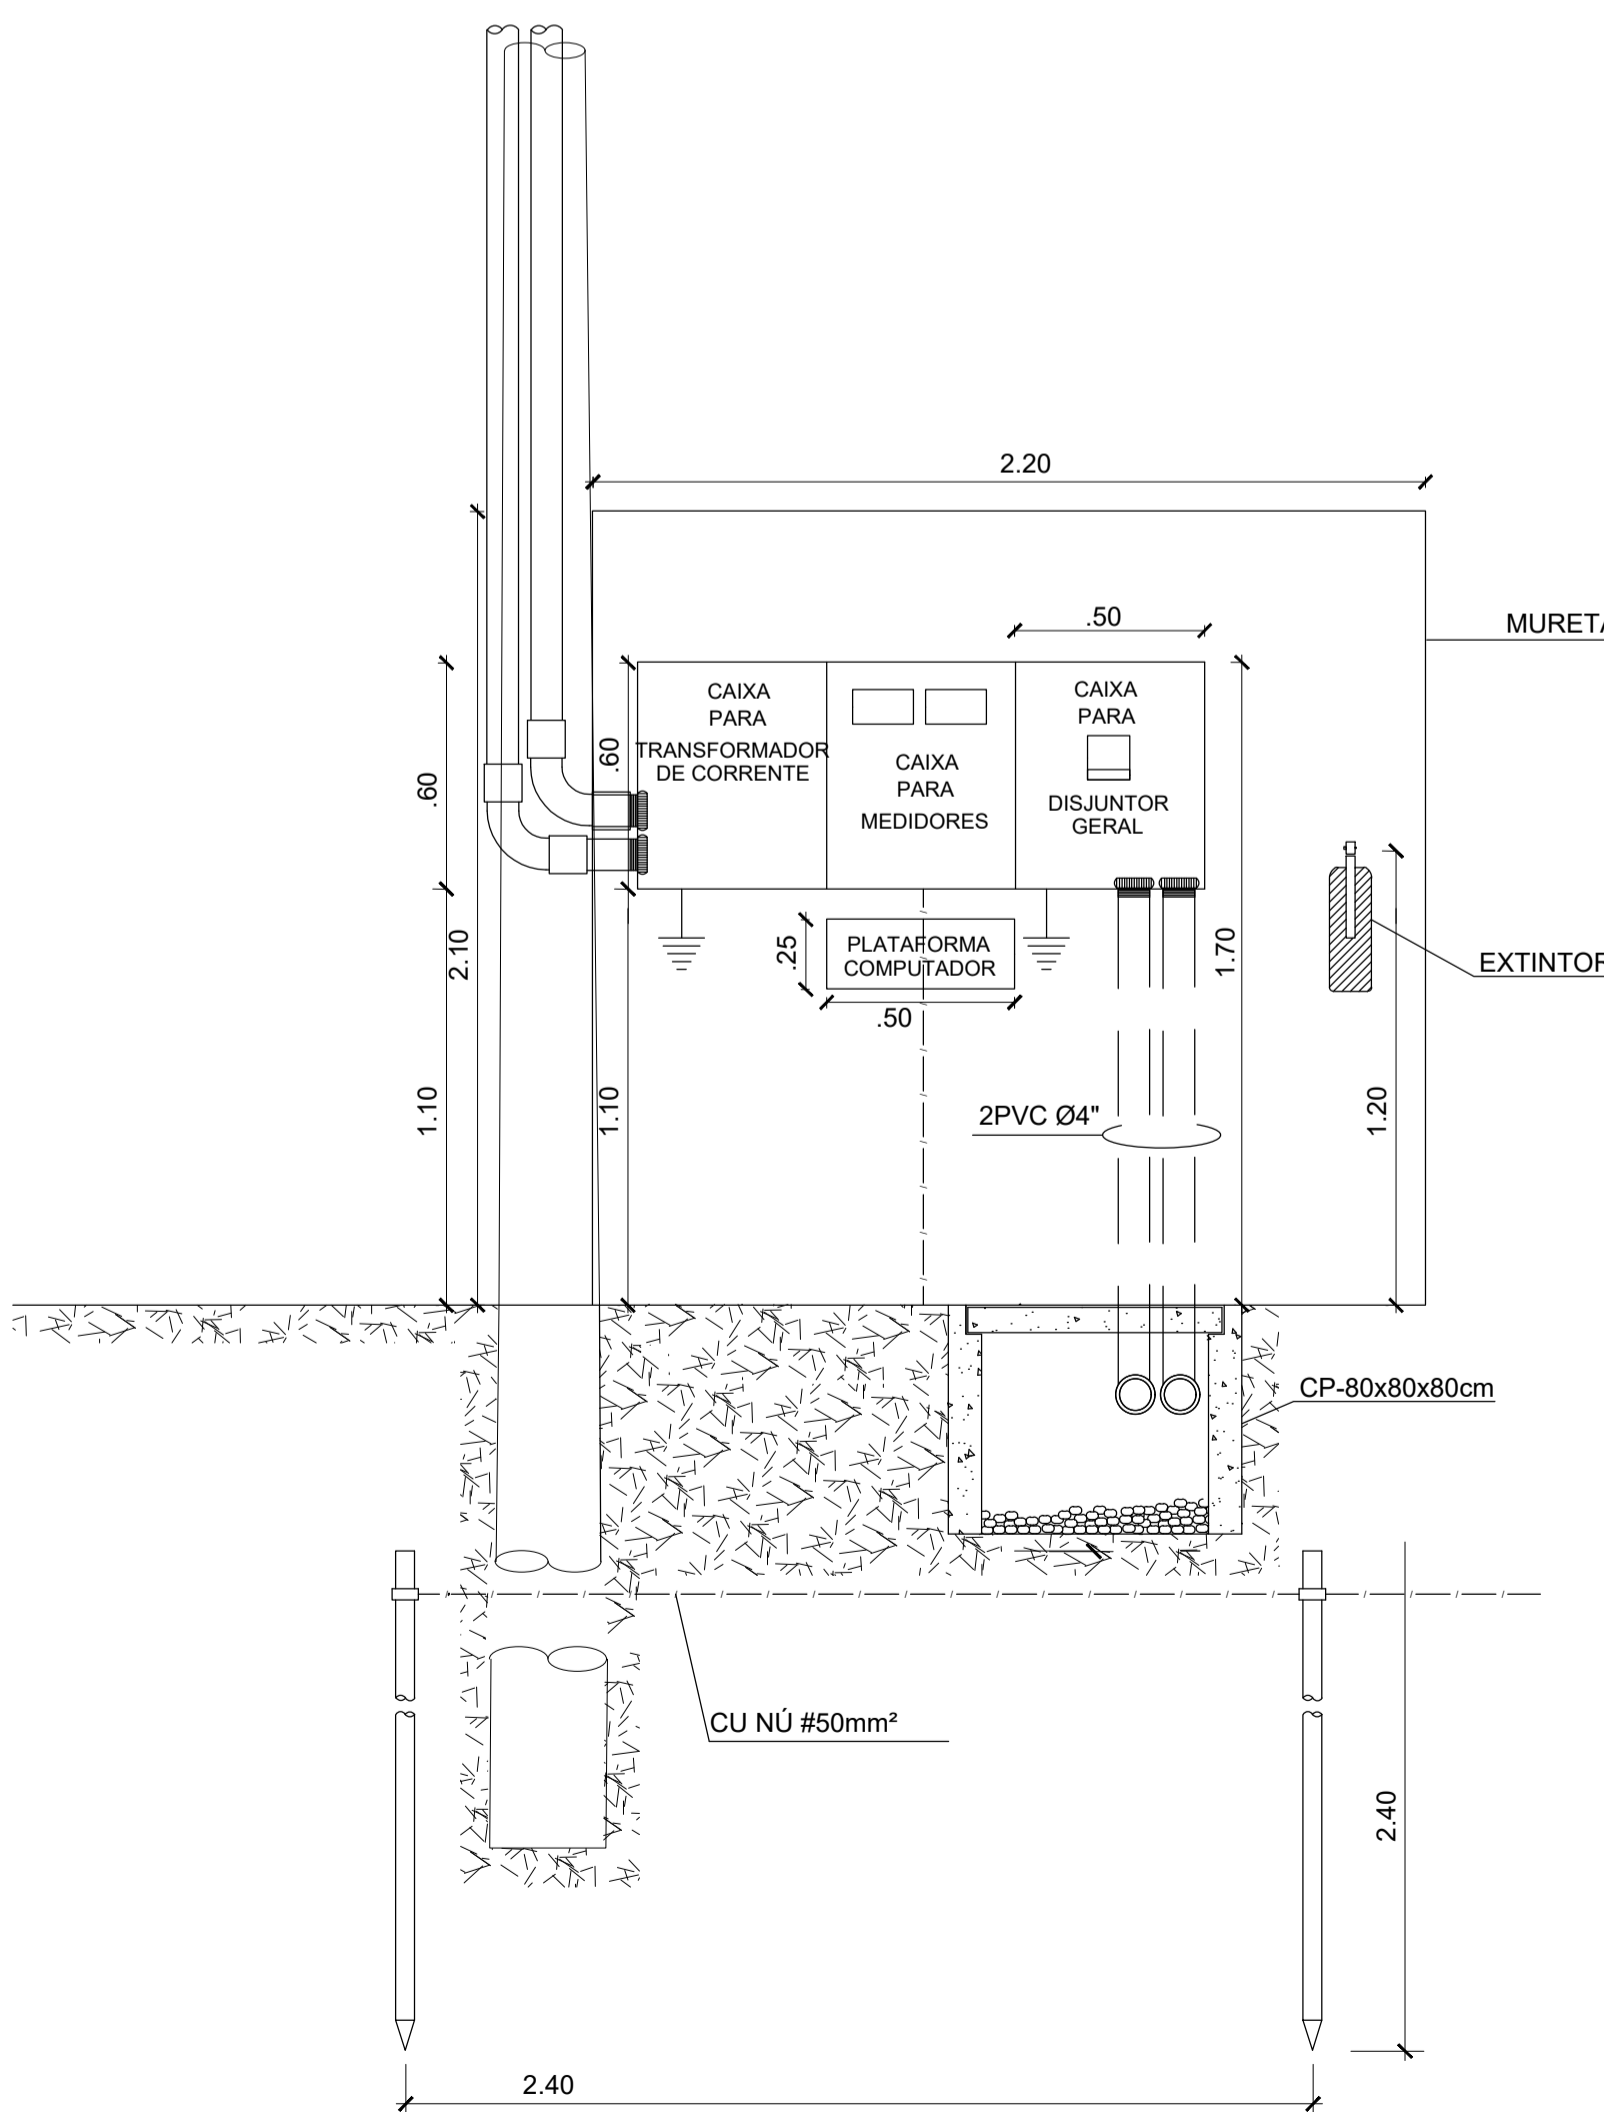 2.20
.50
MURETA
CAIXA
PARA
TRANSFORMADOR
DE CORRENTE
CAIXA
PARA
MEDIDORES
CAIXA
PARA
DISJUNTOR
GERAL
.60
.60
2.10
1.10
1.10
.25
PLATAFORMA
COMPUTADOR
.50
1.70
EXTINTOR
1.20
2PVC Ø4"
CP-80x80x80cm
CU NÚ #50mm²
2.40
2.40